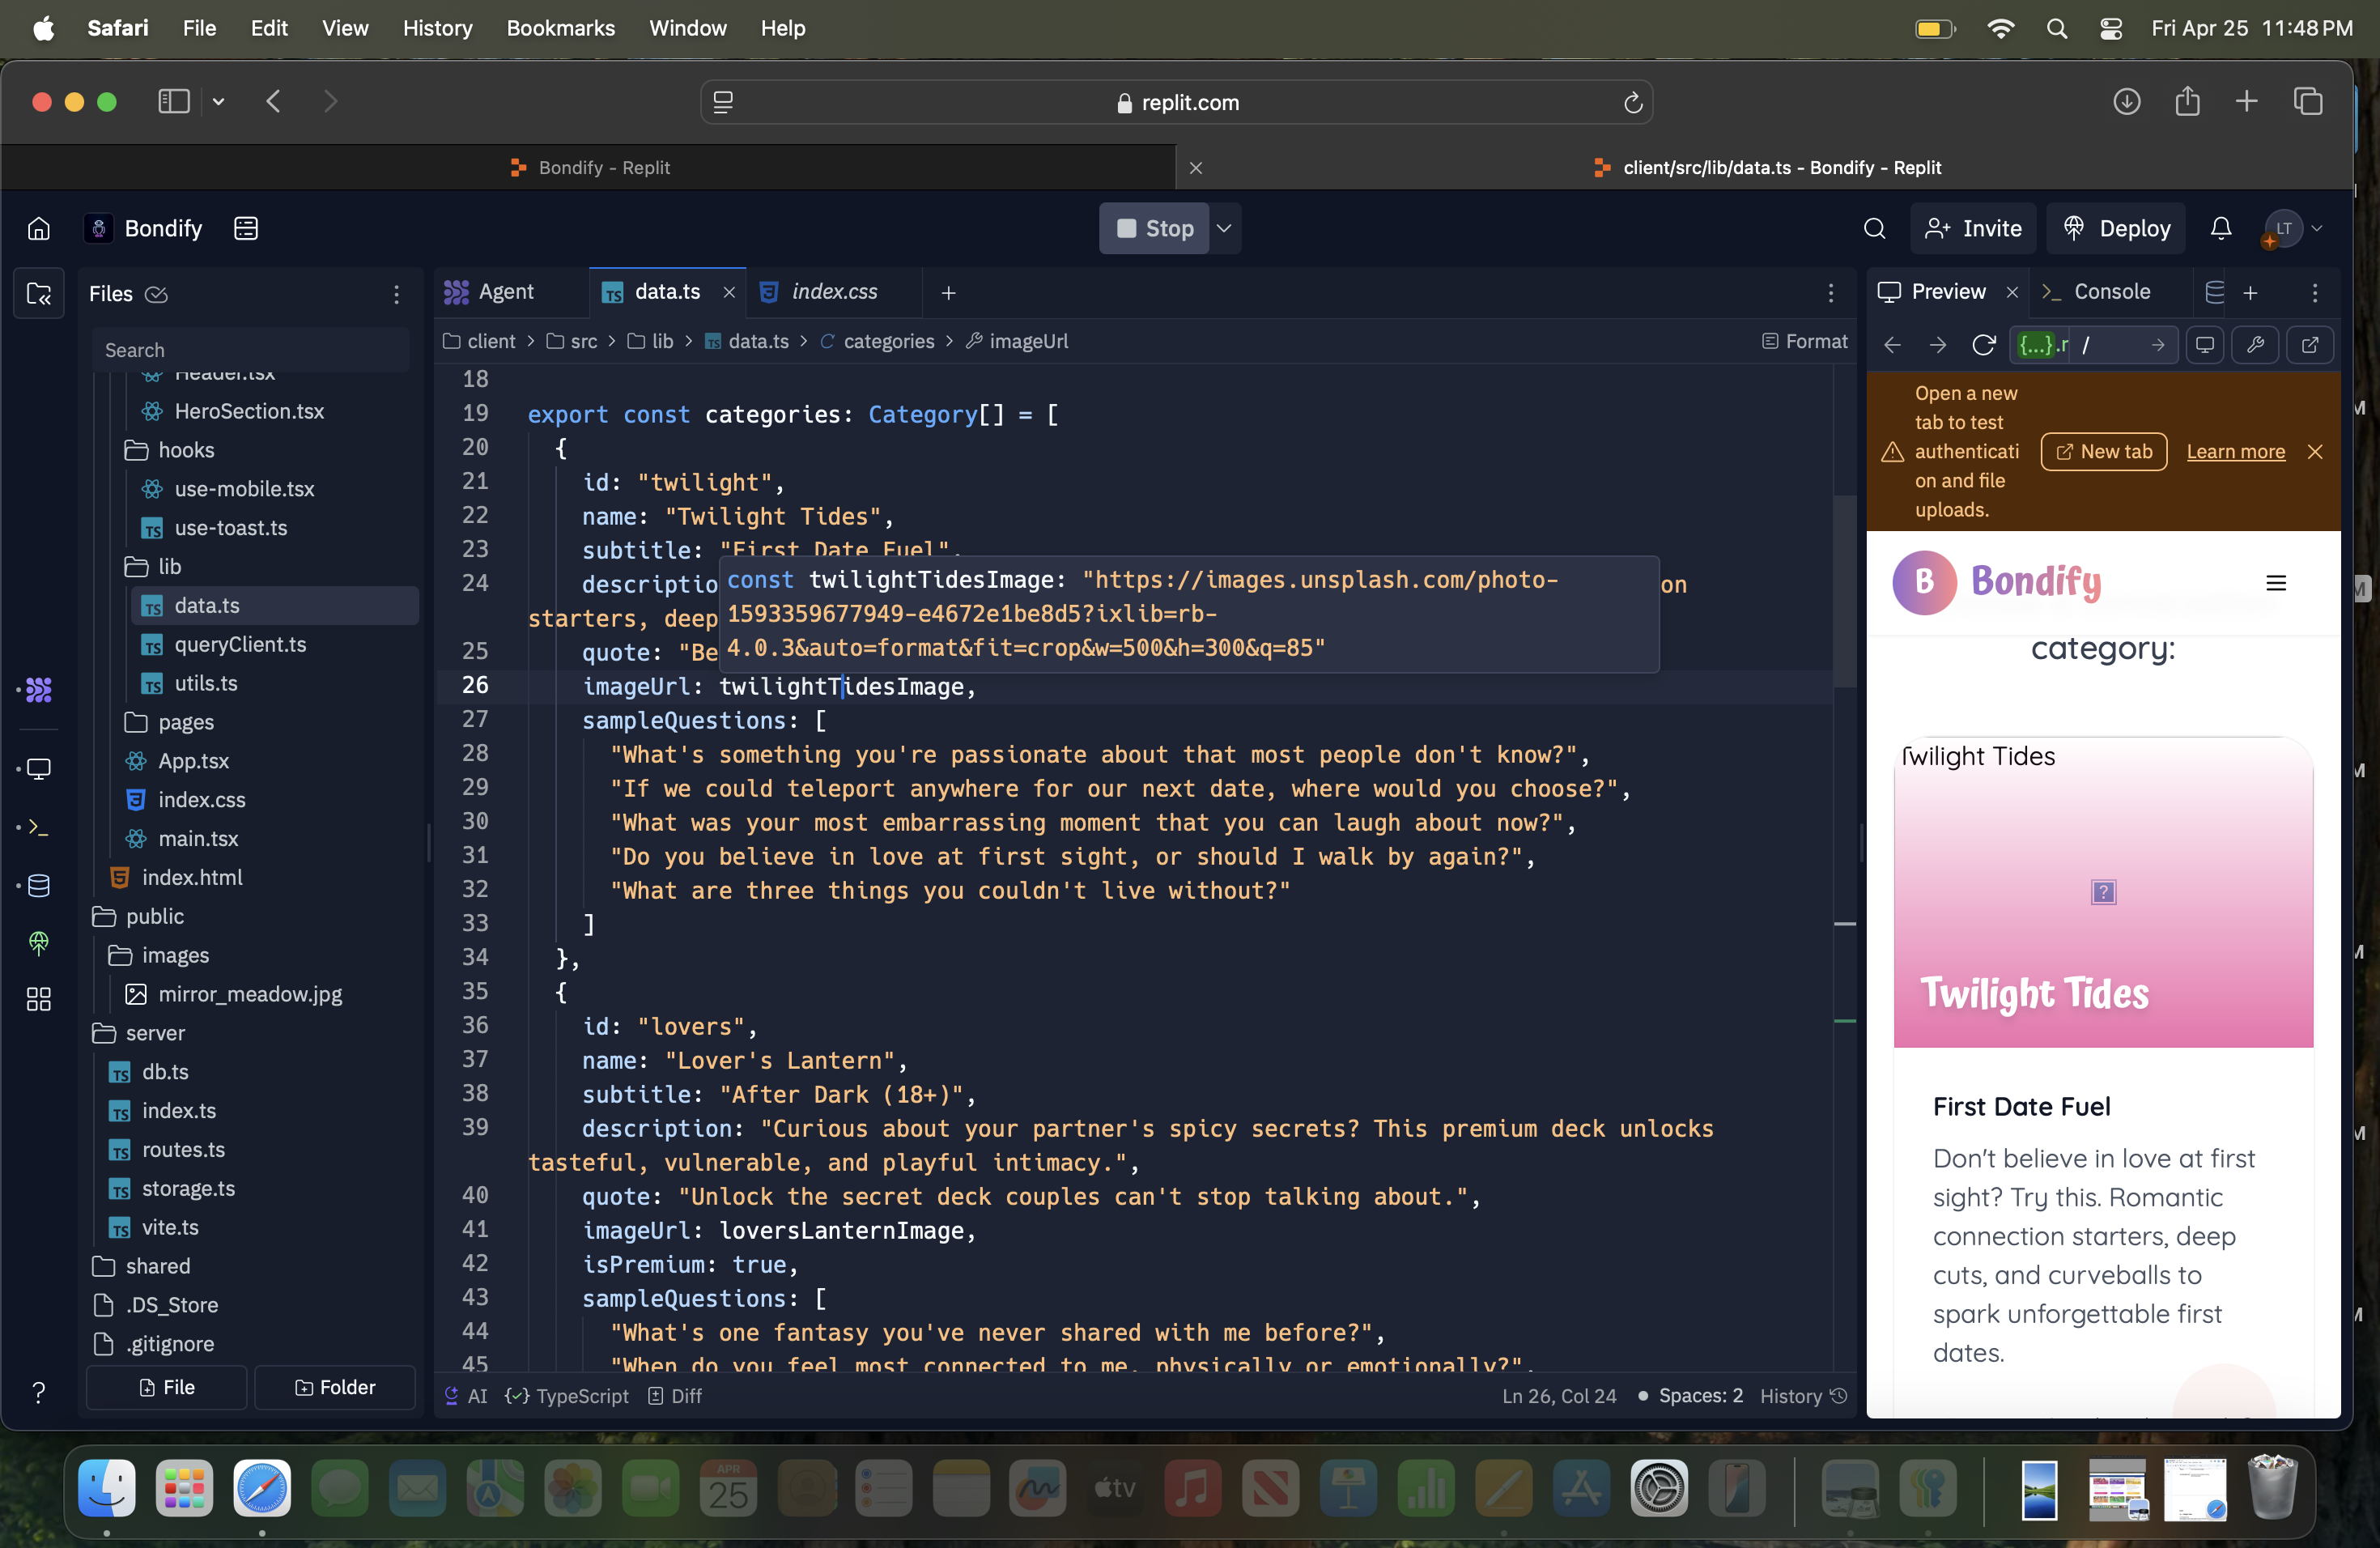 Safari File Edit View History Bookmarks Window Help Fri Apr 25 11:48 PM
replit.com
Bondify - Replit
client/src/lib/data.ts - Bondify - Replit
Bondify
Stop
Invite
Deploy
LT
Files
Search
Header.tsx
HeroSection.tsx
hooks
use-mobile.tsx
use-toast.ts
lib
data.ts
queryClient.ts
utils.ts
pages
App.tsx
index.css
main.tsx
index.html
public
images
mirror_meadow.jpg
server
db.ts
index.ts
routes.ts
storage.ts
vite.ts
shared
.DS_Store
.gitignore
File
Folder
Agent
data.ts
index.css
client > src > lib > data.ts > categories > imageUrl
Format
18
19 export const categories: Category[] = [
20 {
21 id: "twilight",
22 name: "Twilight Tides",
23 subtitle: "First Date Fuel",
24 descriptio on
starters, deep
const twilightTidesImage: "https://images.unsplash.com/photo-
1593359677949-e4672e1be8d5?ixlib=rb-
4.0.3&auto=format&fit=crop&w=500&h=300&q=85"
25 quote: "Be
26 imageUrl: twilightTidesImage,
27 sampleQuestions: [
28 "What's something you're passionate about that most people don't know?",
29 "If we could teleport anywhere for our next date, where would you choose?",
30 "What was your most embarrassing moment that you can laugh about now?",
31 "Do you believe in love at first sight, or should I walk by again?",
32 "What are three things you couldn't live without?"
33 ]
34 },
35 {
36 id: "lovers",
37 name: "Lover's Lantern",
38 subtitle: "After Dark (18+)",
39 description: "Curious about your partner's spicy secrets? This premium deck unlocks
tasteful, vulnerable, and playful intimacy.",
40 quote: "Unlock the secret deck couples can't stop talking about.",
41 imageUrl: loversLanternImage,
42 isPremium: true,
43 sampleQuestions: [
44 "What's one fantasy you've never shared with me before?",
45 "When do you feel most connected to me, physically or emotionally?",
AI TypeScript Diff
Ln 26, Col 24 Spaces: 2 History
Preview
Console
{...}.r /
Open a new
tab to test
authenticati
on and file
uploads.
New tab
Learn more
B Bondify
category:
Twilight Tides
?
Twilight Tides
First Date Fuel
Don't believe in love at first
sight? Try this. Romantic
connection starters, deep
cuts, and curveballs to
spark unforgettable first
dates.
APR
25
tv